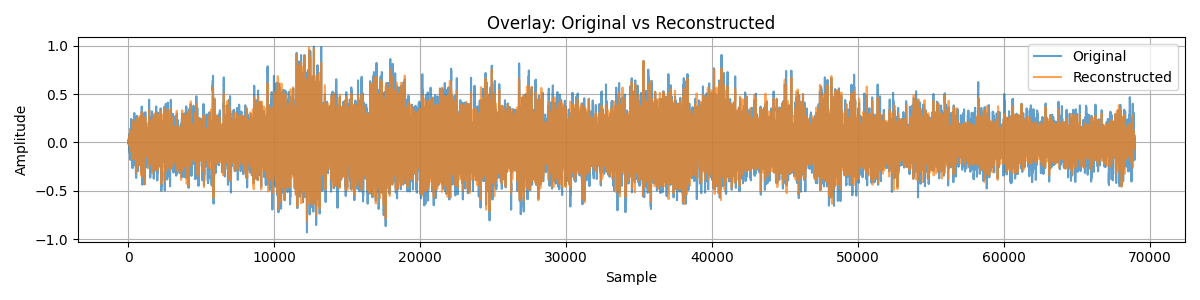 Overlay: Original vs Reconstructed
Original
Reconstructed
Amplitude
1.0
0.5
0.0
−0.5
−1.0
0 10000 20000 30000 40000 50000 60000 70000
Sample